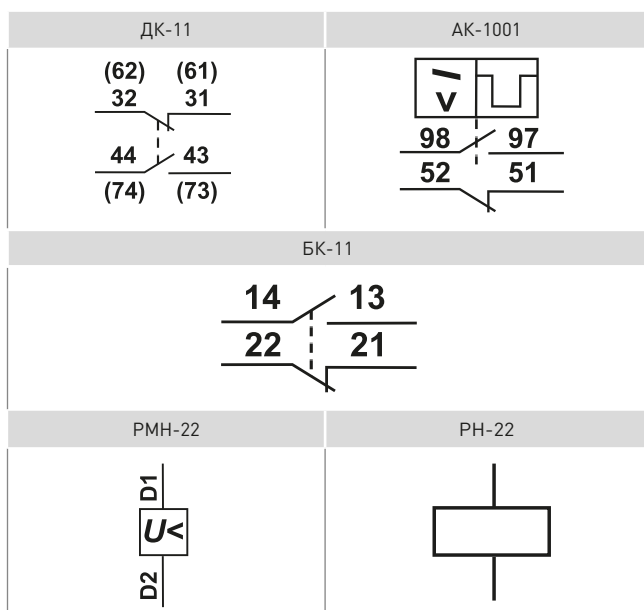 ДК-11
АК-1001
(62) (61)
32 31
44 43
(74) (73)
I >
98 97
52 51
БК-11
14 13
22 21
РМН-22
РН-22
D1
U<
D2